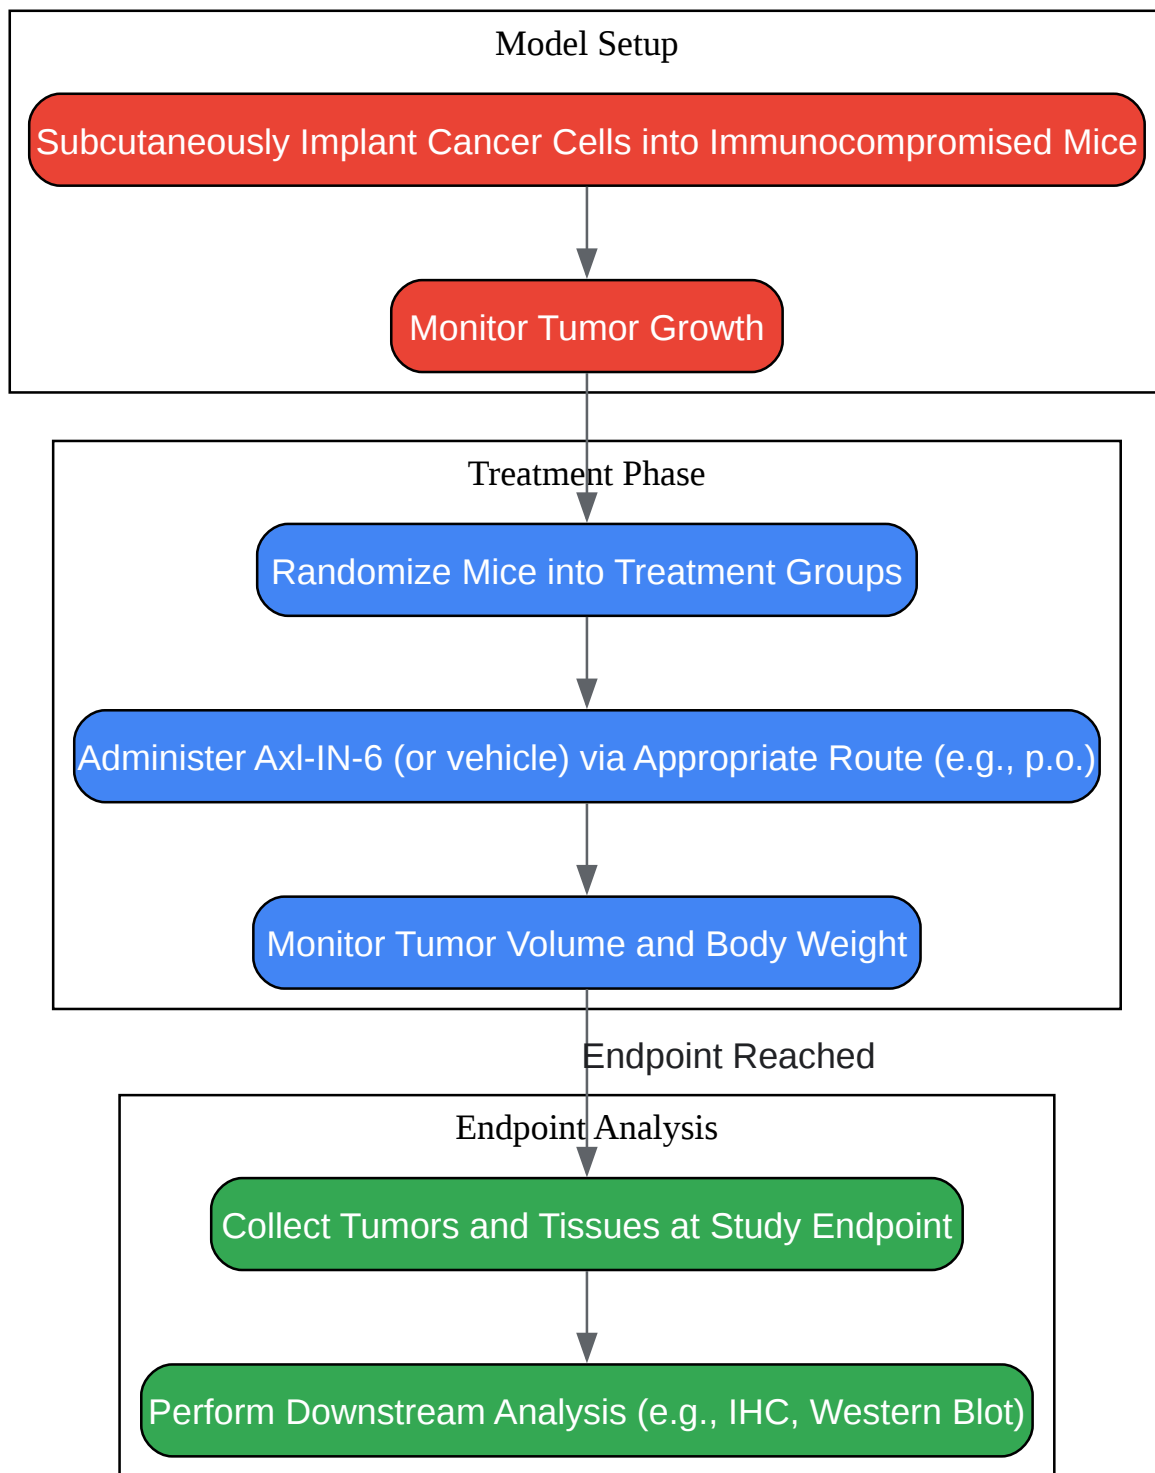 Model Setup
Subcutaneously Implant Cancer Cells into Immunocompromised Mice
Monitor Tumor Growth
Treatment Phase
Randomize Mice into Treatment Groups
Administer Axl-IN-6 (or vehicle) via Appropriate Route (e.g., p.o.)
Monitor Tumor Volume and Body Weight
Endpoint Reached
Endpoint Analysis
Collect Tumors and Tissues at Study Endpoint
Perform Downstream Analysis (e.g., IHC, Western Blot)